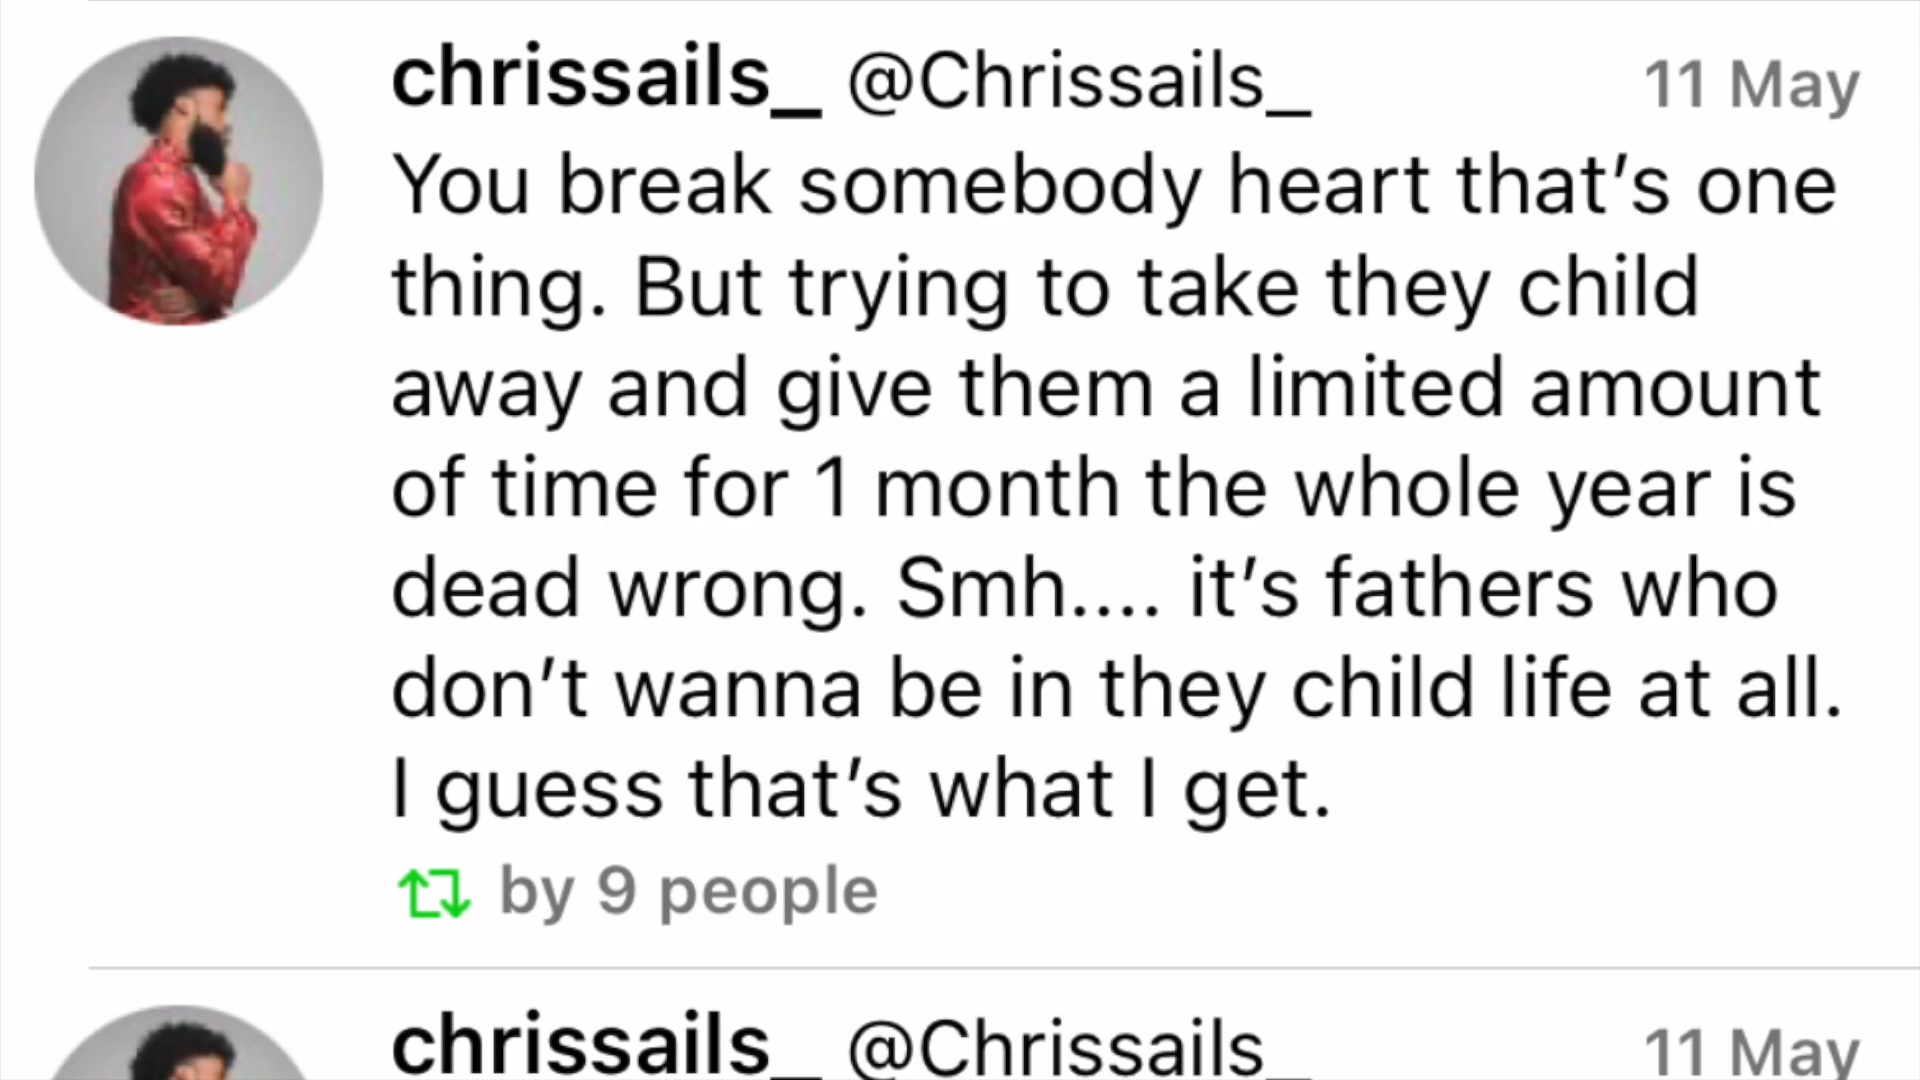 chrissails_ @Chrissails_ 11 May
You break somebody heart that’s one
thing. But trying to take they child
away and give them a limited amount
of time for 1 month the whole year is
dead wrong. Smh.... it’s fathers who
don’t wanna be in they child life at all.
I guess that’s what I get.
by 9 people
chrissails_ @Chrissails_ 11 May